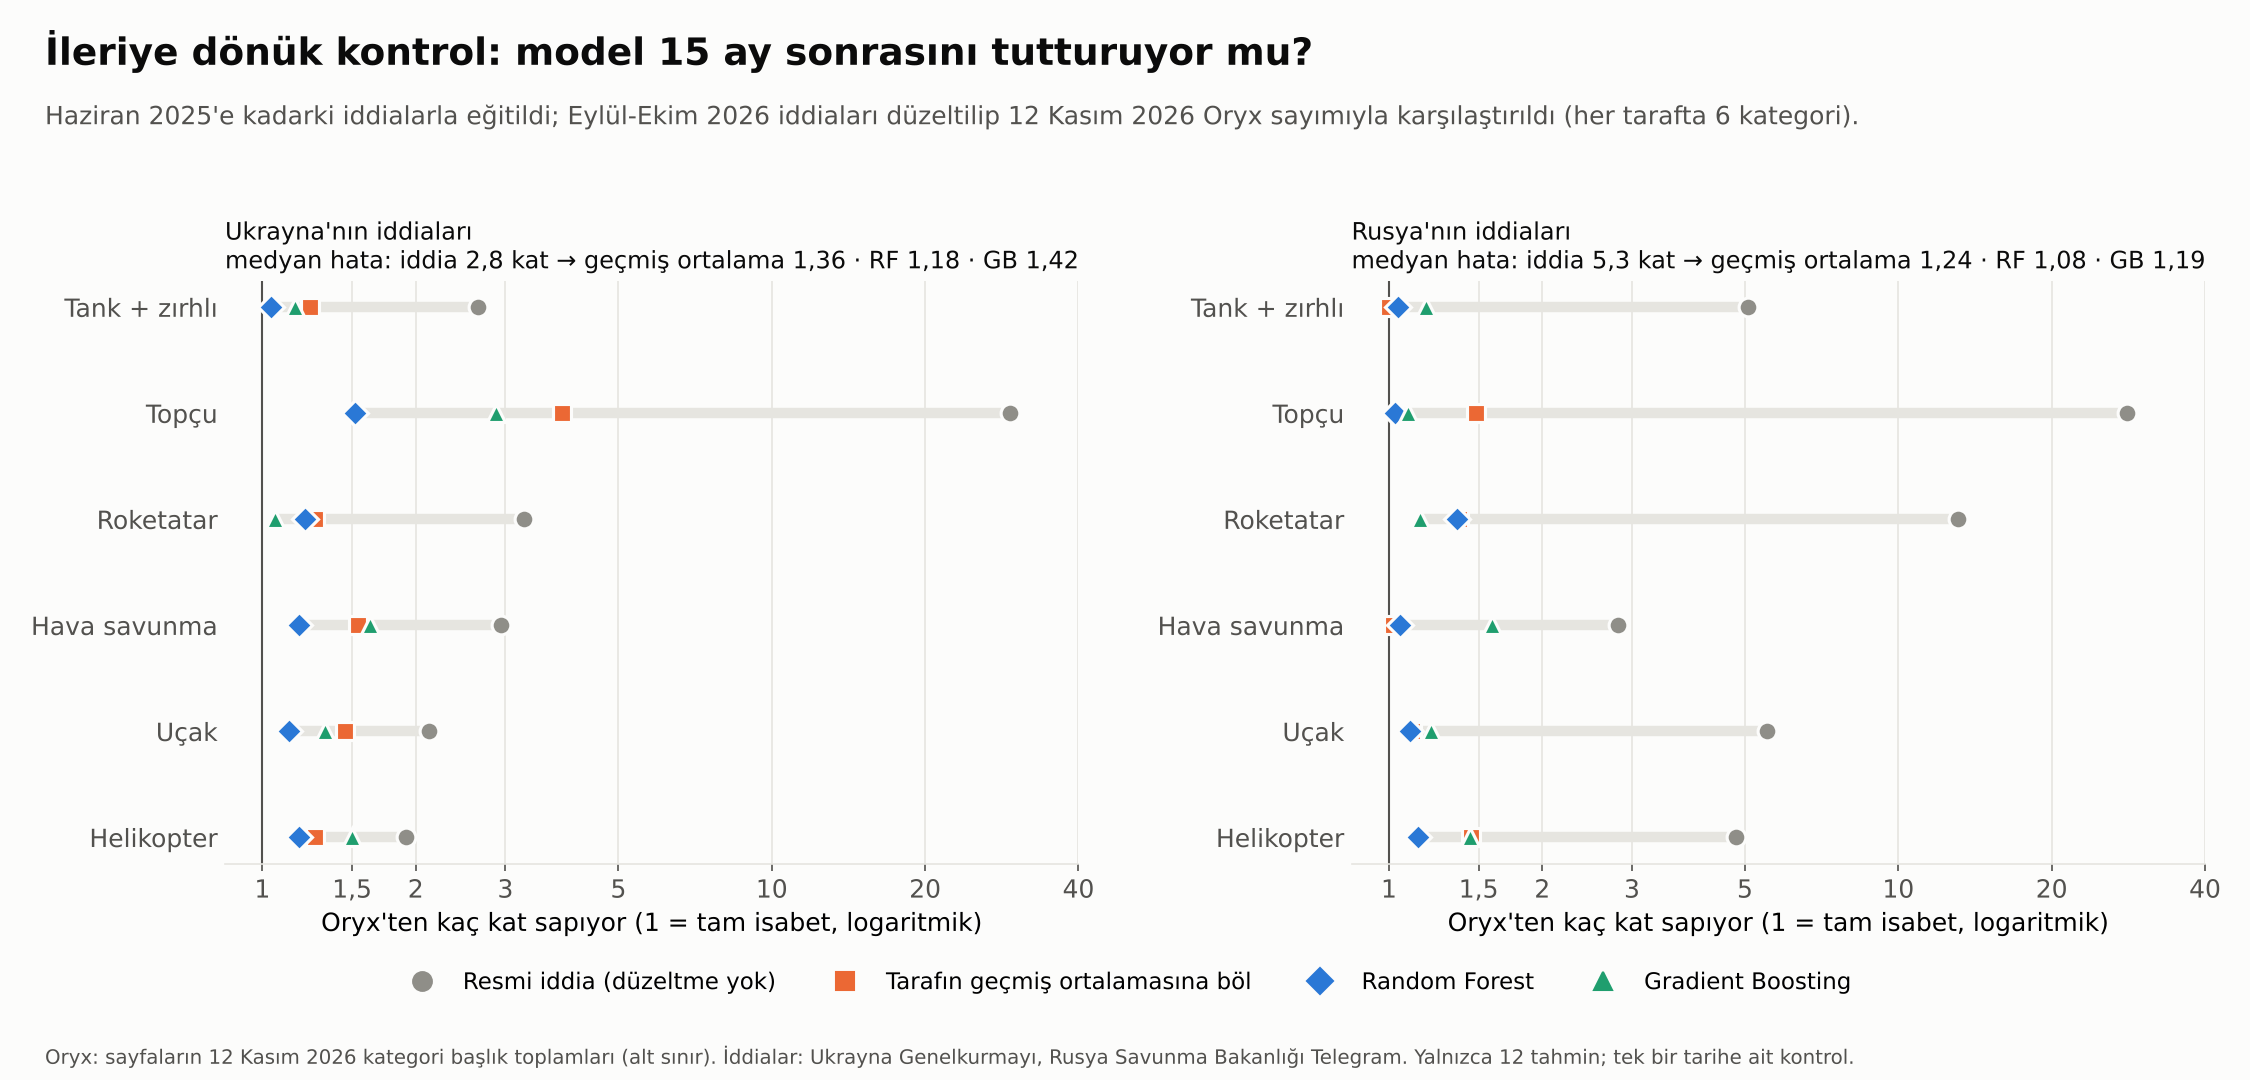 İleriye dönük kontrol: model 15 ay sonrasını tutturuyor mu?
Haziran 2025'e kadarki iddialarla eğitildi; Eylül-Ekim 2026 iddiaları düzeltilip 12 Kasım 2026 Oryx sayımıyla karşılaştırıldı (her tarafta 6 kategori).
Ukrayna'nın iddiaları
medyan hata: iddia 2,8 kat → geçmiş ortalama 1,36 · RF 1,18 · GB 1,42
Tank + zırhlı
Topçu
Roketatar
Hava savunma
Uçak
Helikopter
1 1,5 2 3 5 10 20 40
Oryx'ten kaç kat sapıyor (1 = tam isabet, logaritmik)
Rusya'nın iddiaları
medyan hata: iddia 5,3 kat → geçmiş ortalama 1,24 · RF 1,08 · GB 1,19
Tank + zırhlı
Topçu
Roketatar
Hava savunma
Uçak
Helikopter
1 1,5 2 3 5 10 20 40
Oryx'ten kaç kat sapıyor (1 = tam isabet, logaritmik)
Resmi iddia (düzeltme yok) Tarafın geçmiş ortalamasına böl Random Forest Gradient Boosting
Oryx: sayfaların 12 Kasım 2026 kategori başlık toplamları (alt sınır). İddialar: Ukrayna Genelkurmayı, Rusya Savunma Bakanlığı Telegram. Yalnızca 12 tahmin; tek bir tarihe ait kontrol.